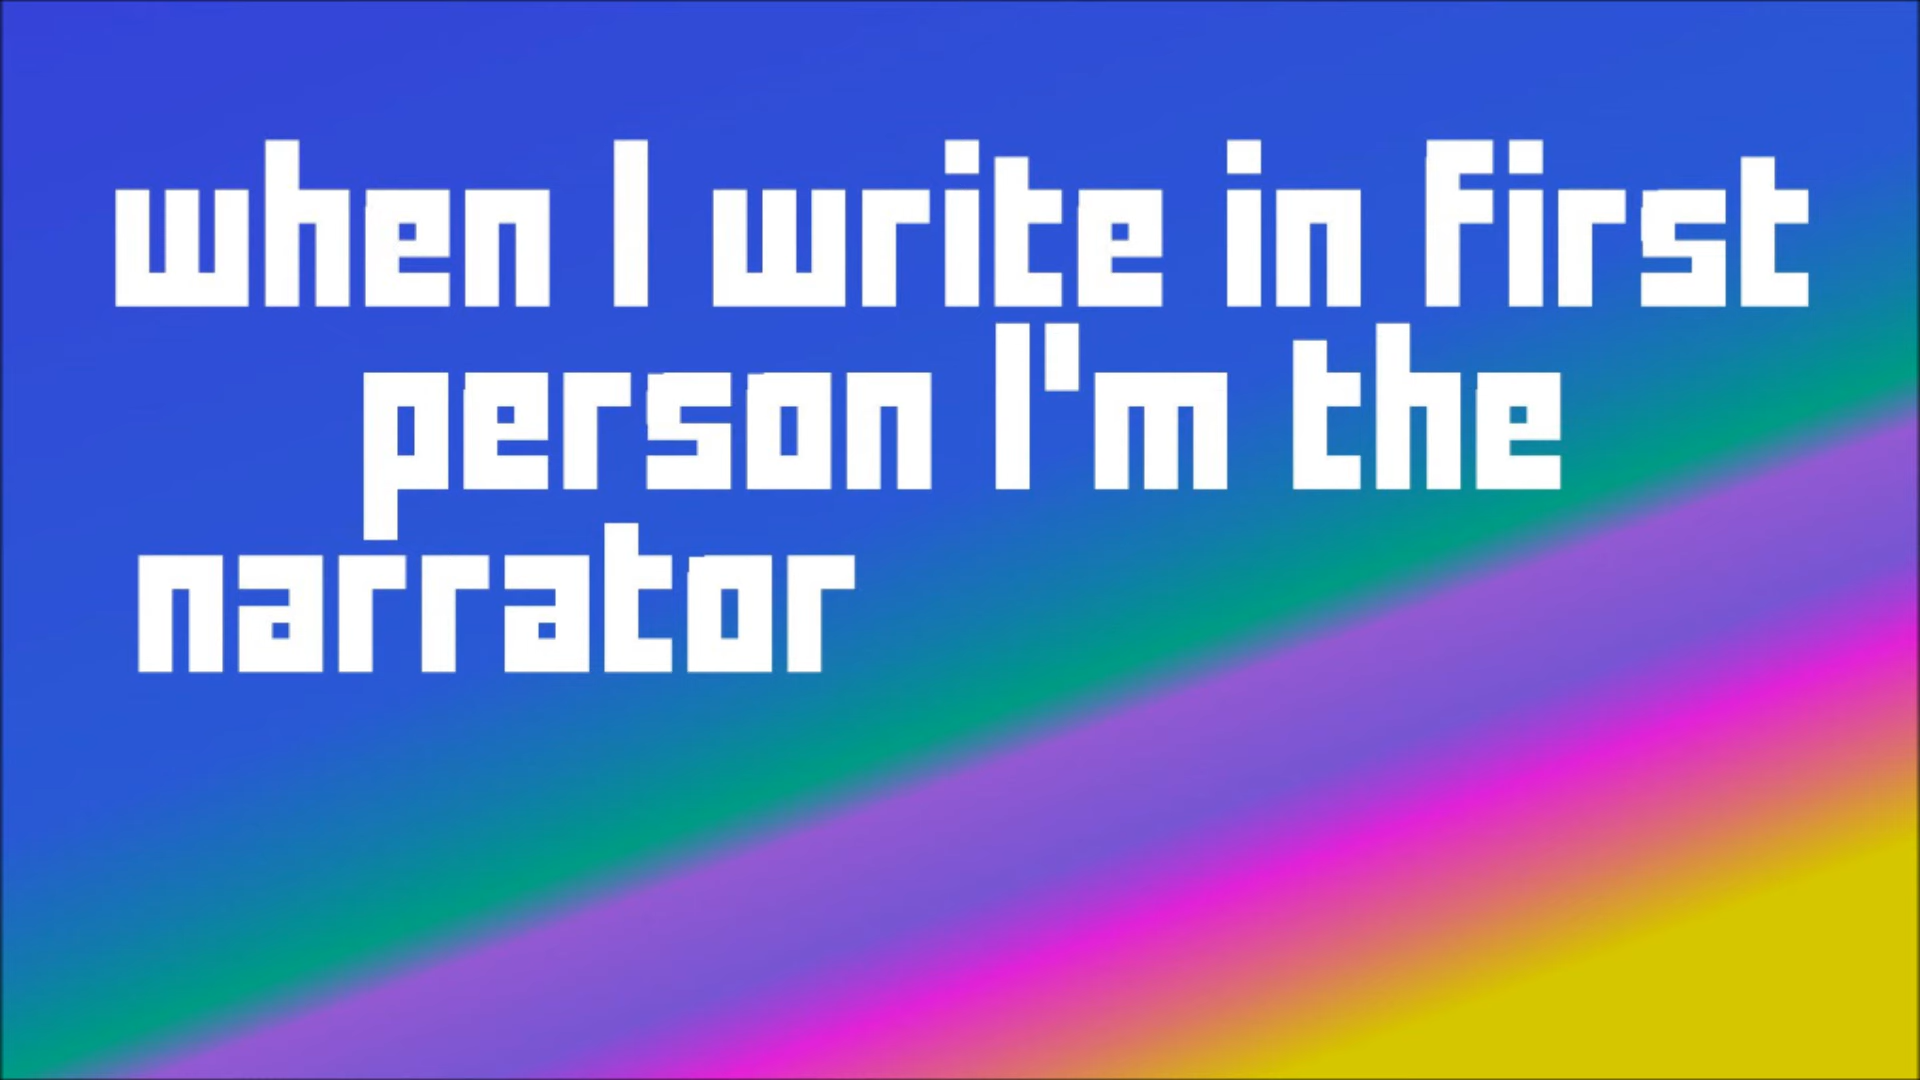 when I write in first
person I'm the
narrator